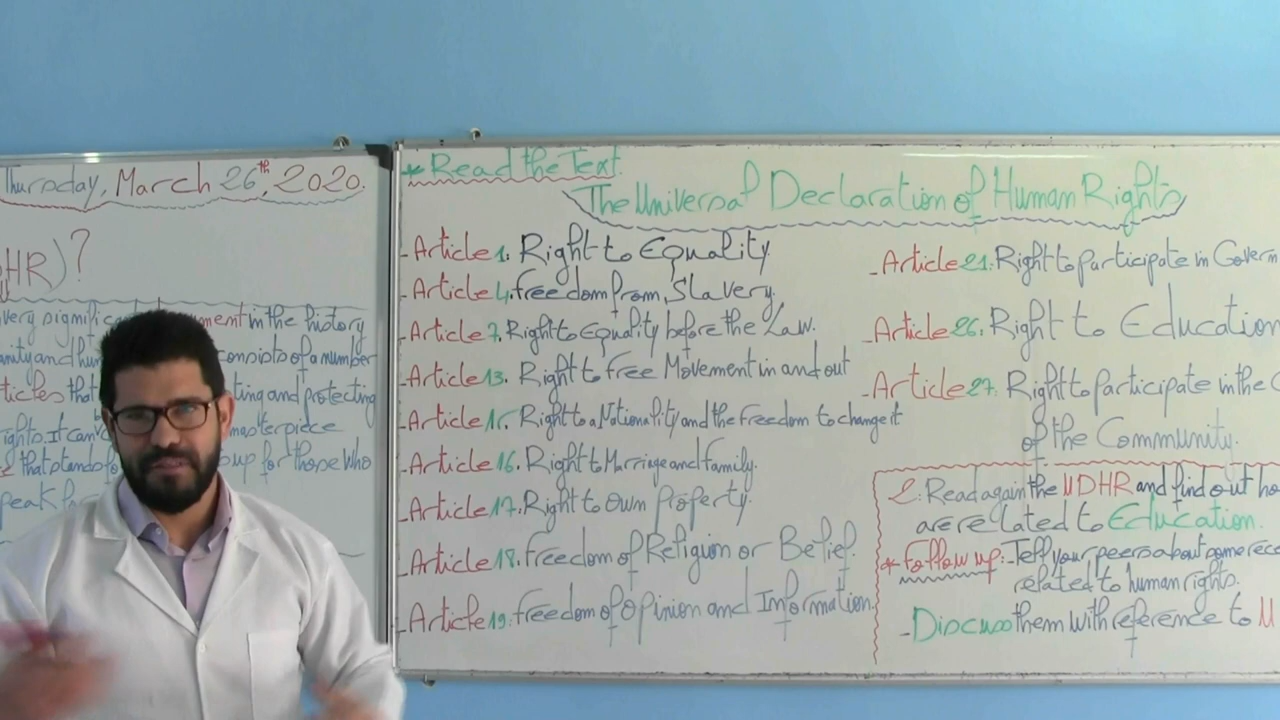 Thursday, March 26th, 2020.
DHR)?
very significant ument in the history
anity and hum consists of a number
ticles that ting and protecting
ights. It can masterpiece
that stands fo s up for those who
peak
* Read the Text.
The Universal Declaration of Human Rights
- Article 1. Right to Equality
- Article 4. freedom from Slavery.
- Article 7. Right to Equality before the Law.
- Article 13. Right to free Movement in and out
- Article 15. Right to a Nationality and the freedom to change it
- Article 16. Right to Marriage and family.
- Article 17. Right to Own Property.
- Article 18. freedom of Religion or Belief.
- Article 19. freedom of Opinion and Information.
- Article 21. Right to participate in Govern
- Article 26. Right to Education
- Article 27. Right to participate in the C
of the Community.
2. Read again the UDHR and find out ho
are related to Education.
* follow up: - Tell your peers about some rece
related to human rights.
- Discuss them with reference to U